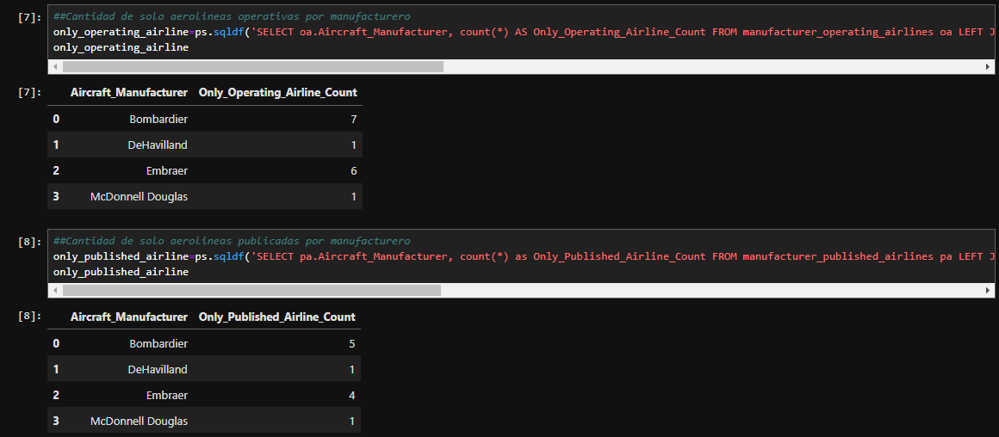 [7]: ##Cantidad de solo aerolineas operativas por manufacturero
only_operating_airline=ps.sqldf('SELECT oa.Aircraft_Manufacturer, count(*) AS Only_Operating_Airline_Count FROM manufacturer_operating_airlines oa LEFT J
only_operating_airline
[7]: Aircraft_Manufacturer Only_Operating_Airline_Count
0 Bombardier 7
1 DeHavilland 1
2 Embraer 6
3 McDonnell Douglas 1
[8]: ##Cantidad de solo aerolineas publicadas por manufacturero
only_published_airline=ps.sqldf('SELECT pa.Aircraft_Manufacturer, count(*) as Only_Published_Airline_Count FROM manufacturer_published_airlines pa LEFT J
only_published_airline
[8]: Aircraft_Manufacturer Only_Published_Airline_Count
0 Bombardier 5
1 DeHavilland 1
2 Embraer 4
3 McDonnell Douglas 1